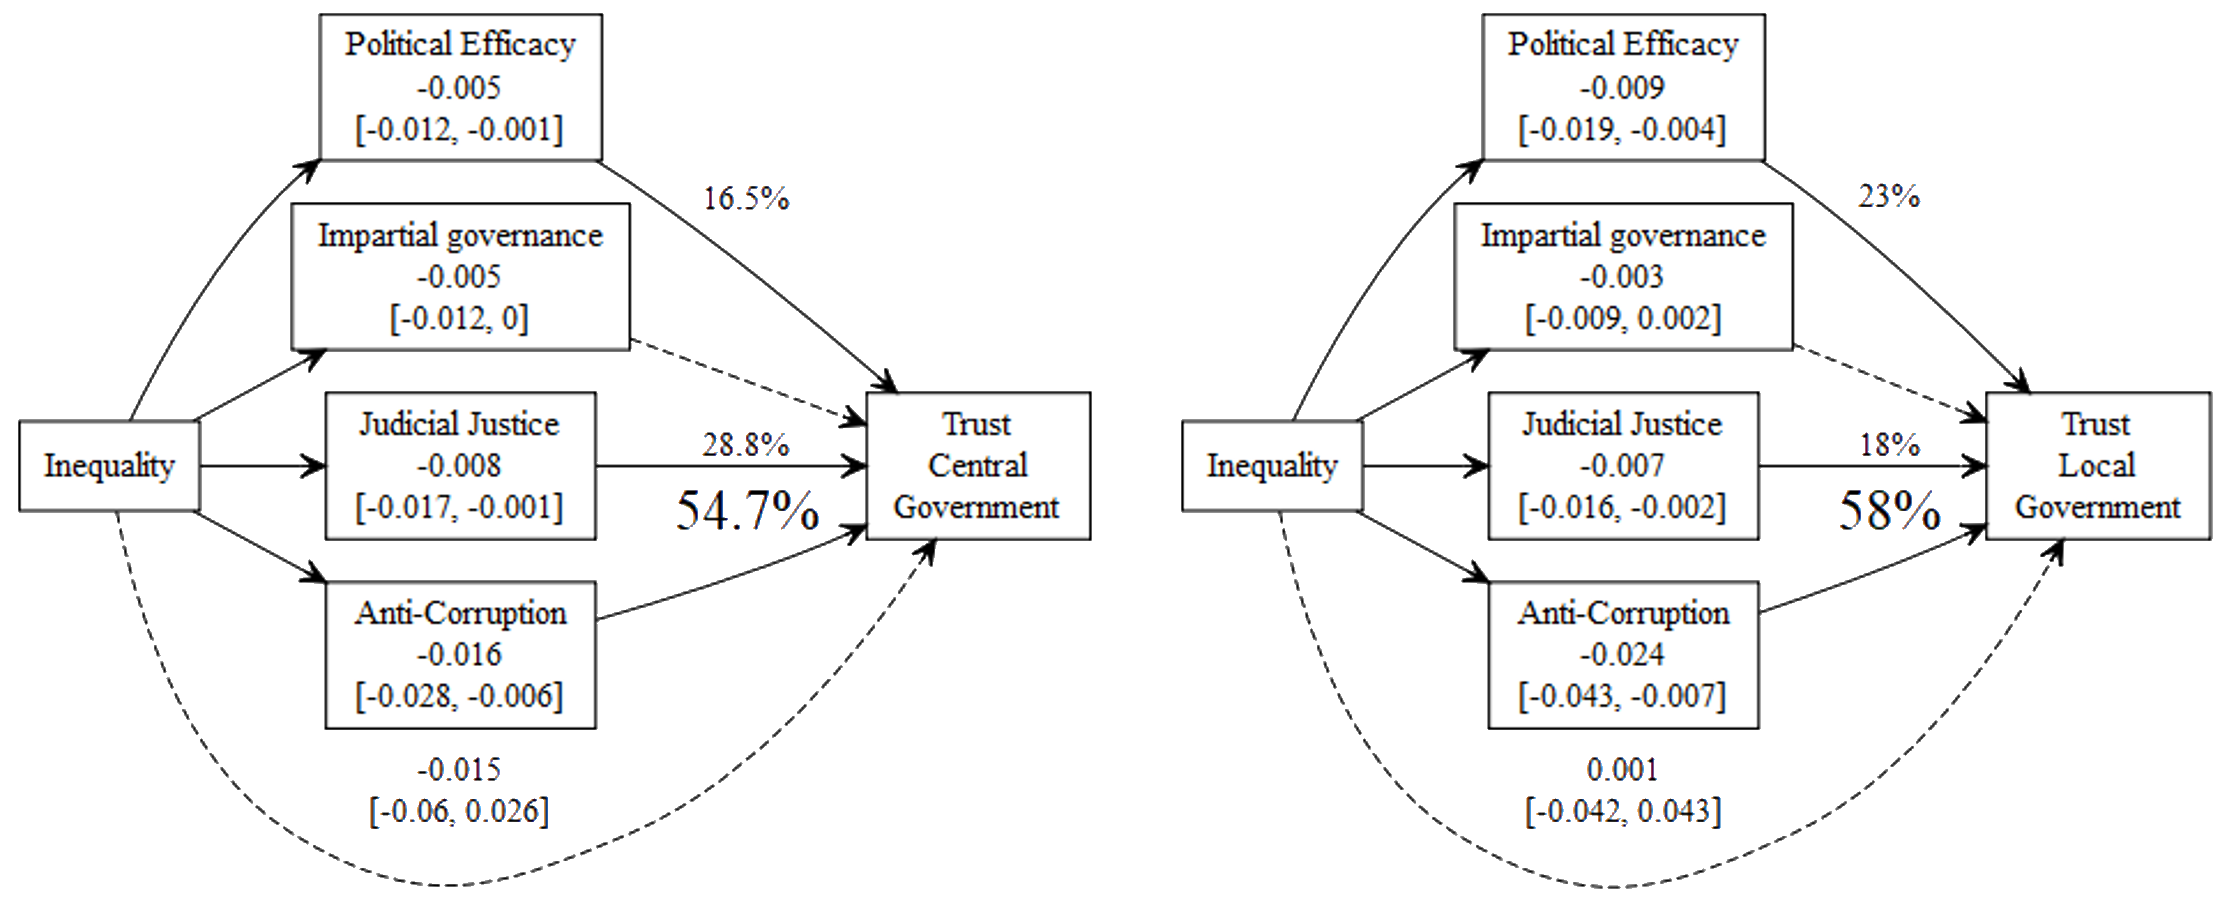 Political Efficacy
-0.005
[-0.012, -0.001]
16.5%
Impartial governance
-0.005
[-0.012, 0]
Inequality
Judicial Justice
-0.008
[-0.017, -0.001]
28.8%
54.7%
Trust
Central
Government
Anti-Corruption
-0.016
[-0.028, -0.006]
-0.015
[-0.06, 0.026]
Political Efficacy
-0.009
[-0.019, -0.004]
23%
Impartial governance
-0.003
[-0.009, 0.002]
Inequality
Judicial Justice
-0.007
[-0.016, -0.002]
18%
58%
Trust
Local
Government
Anti-Corruption
-0.024
[-0.043, -0.007]
0.001
[-0.042, 0.043]